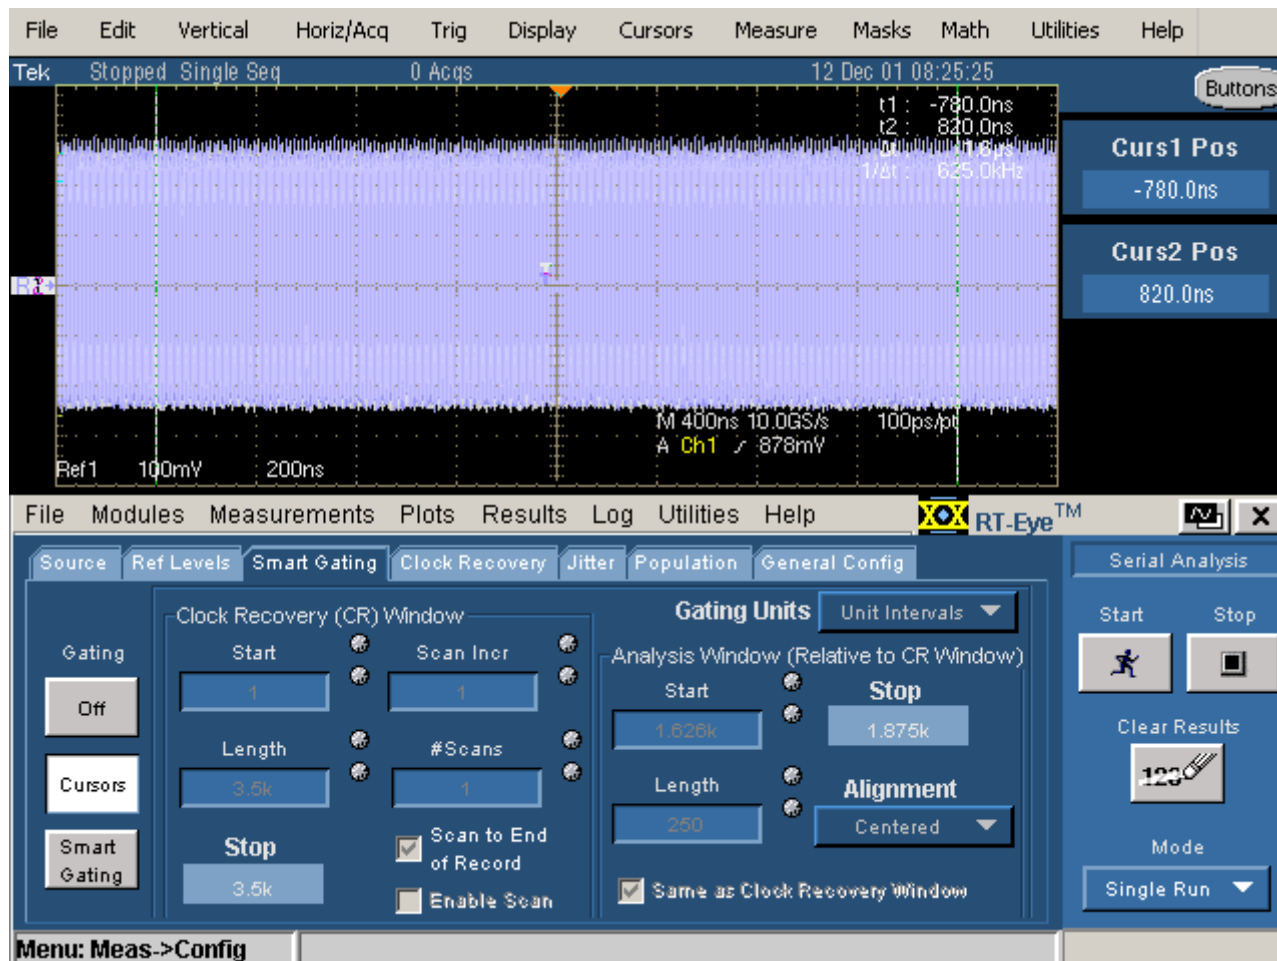 File Edit Vertical Horiz/Acq Trig Display Cursors Measure Masks Math Utilities Help
Tek Stopped Single Seq 0 Acqs 12 Dec 01 08:25:25
Buttons
t1 : -780.0ns
t2 : 820.0ns
Δt : 1.6µs
1/Δt : 625.0kHz
Curs1 Pos
-780.0ns
Curs2 Pos
820.0ns
M 400ns 10.0GS/s 100ps/pt
A Ch1 878mV
Ref1 100mV 200ns
File Modules Measurements Plots Results Log Utilities Help RT-Eye™ X
Source Ref Levels Smart Gating Clock Recovery Jitter Population General Config
Serial Analysis
Gating
Off
Cursors
Smart
Gating
Clock Recovery (CR) Window
Start
1
Scan Incr
1
Length
3.5k
#Scans
1
Stop
3.5k
Scan to End
of Record
Enable Scan
Gating Units Unit Intervals
Analysis Window (Relative to CR Window)
Start
1.626k
Stop
1.875k
Length
250
Alignment
Centered
Same as Clock Recovery Window
Start Stop
Clear Results
123
Mode
Single Run
Menu: Meas->Config